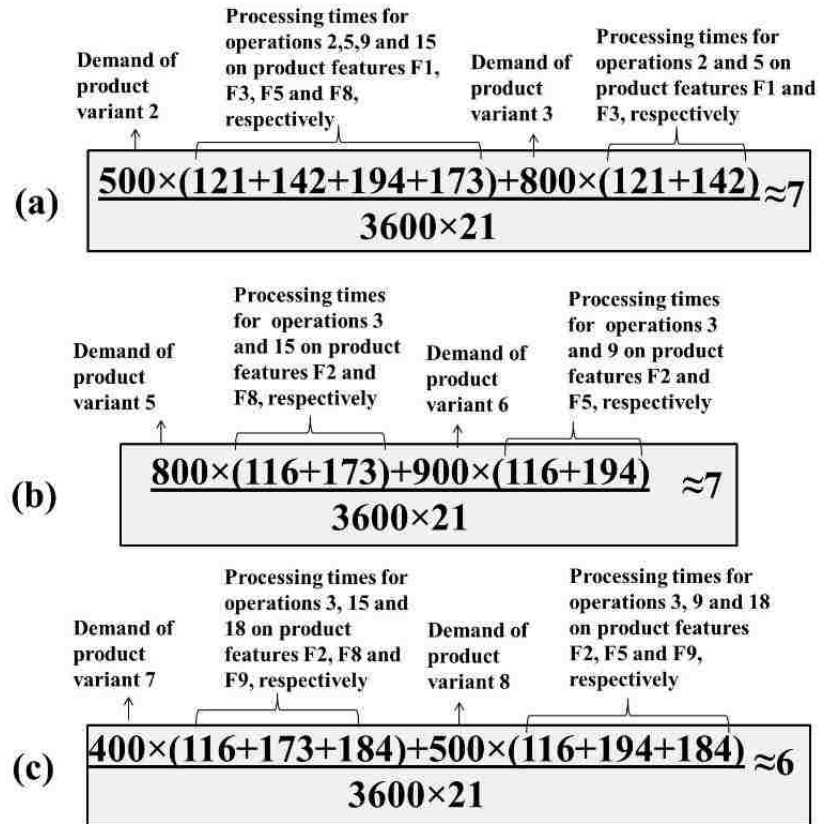 Demand of
product
variant 2
Processing times for
operations 2,5,9 and 15
on product features F1,
F3, F5 and F8,
respectively
Demand of
product
variant 3
Processing times for
operations 2 and 5 on
product features F1 and
F3, respectively
(a)
500×(121+142+194+173)+800×(121+142)
3600×21
≈7
Demand of
product
variant 5
Processing times
for operations 3
and 15 on product
features F2 and
F8, respectively
Demand of
product
variant 6
Processing times
for operations 3
and 9 on product
features F2 and
F5, respectively
(b)
800×(116+173)+900×(116+194)
3600×21
≈7
Demand of
product
variant 7
Processing times for
operations 3, 15 and
18 on product
features F2, F8 and
F9, respectively
Demand of
product
variant 8
Processing times for
operations 3, 9 and 18
on product features
F2, F5 and F9,
respectively
(c)
400×(116+173+184)+500×(116+194+184)
3600×21
≈6